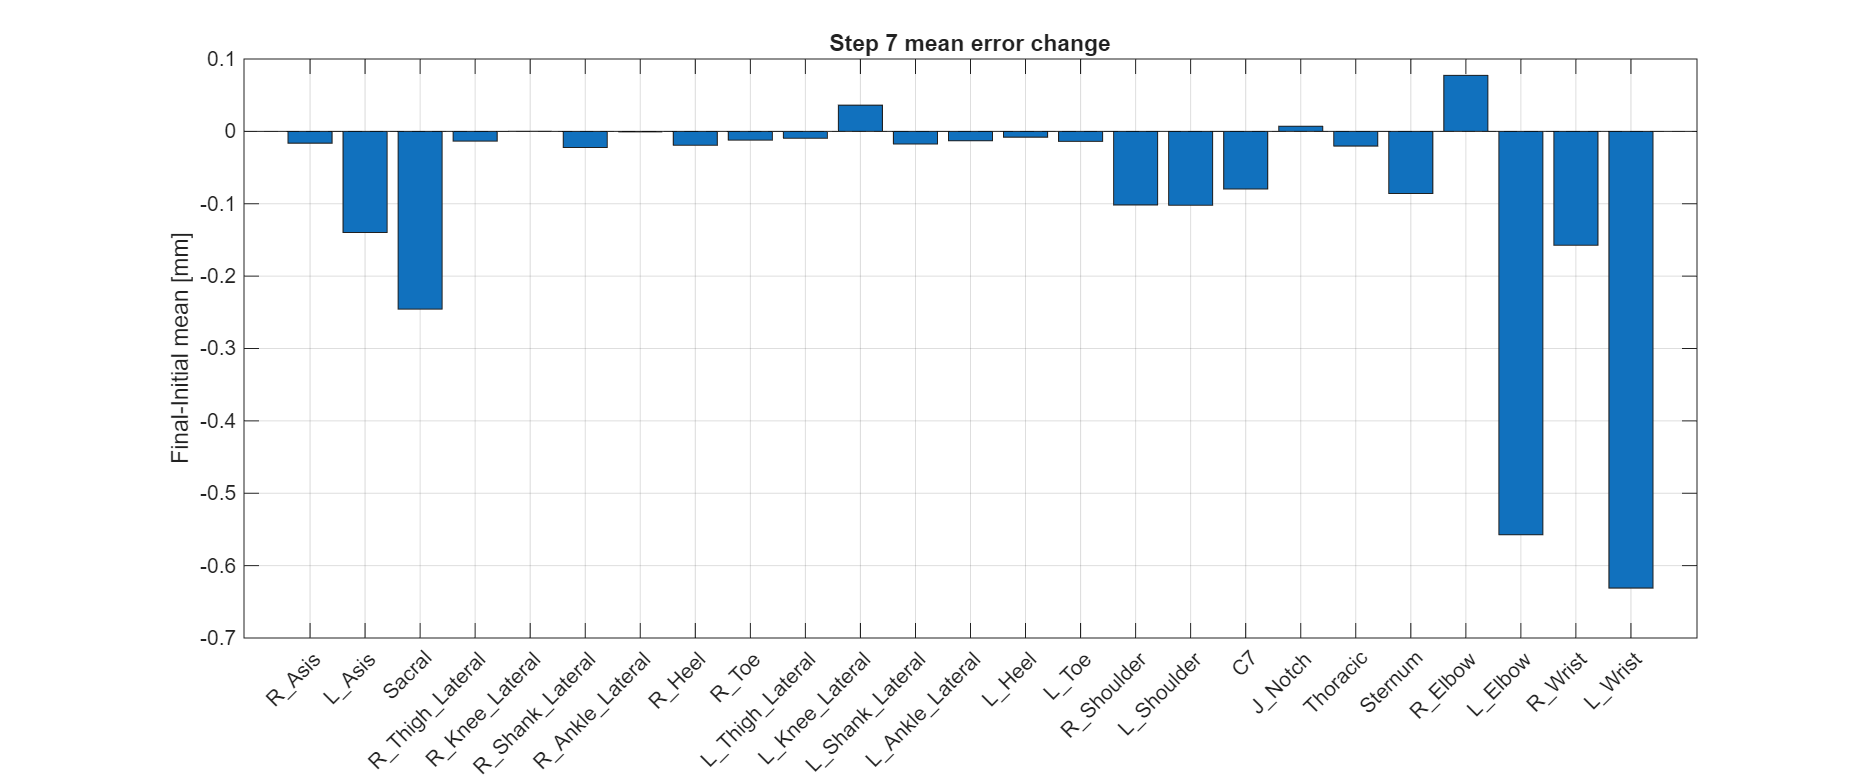 Step 7 mean error change
Final-Initial mean [mm]
0.1
0
-0.1
-0.2
-0.3
-0.4
-0.5
-0.6
-0.7
R_Asis
L_Asis
Sacral
R_Thigh_Lateral
R_Knee_Lateral
R_Shank_Lateral
R_Ankle_Lateral
R_Heel
R_Toe
L_Thigh_Lateral
L_Knee_Lateral
L_Shank_Lateral
L_Ankle_Lateral
L_Heel
L_Toe
R_Shoulder
L_Shoulder
C7
J_Notch
Thoracic
Sternum
R_Elbow
L_Elbow
R_Wrist
L_Wrist